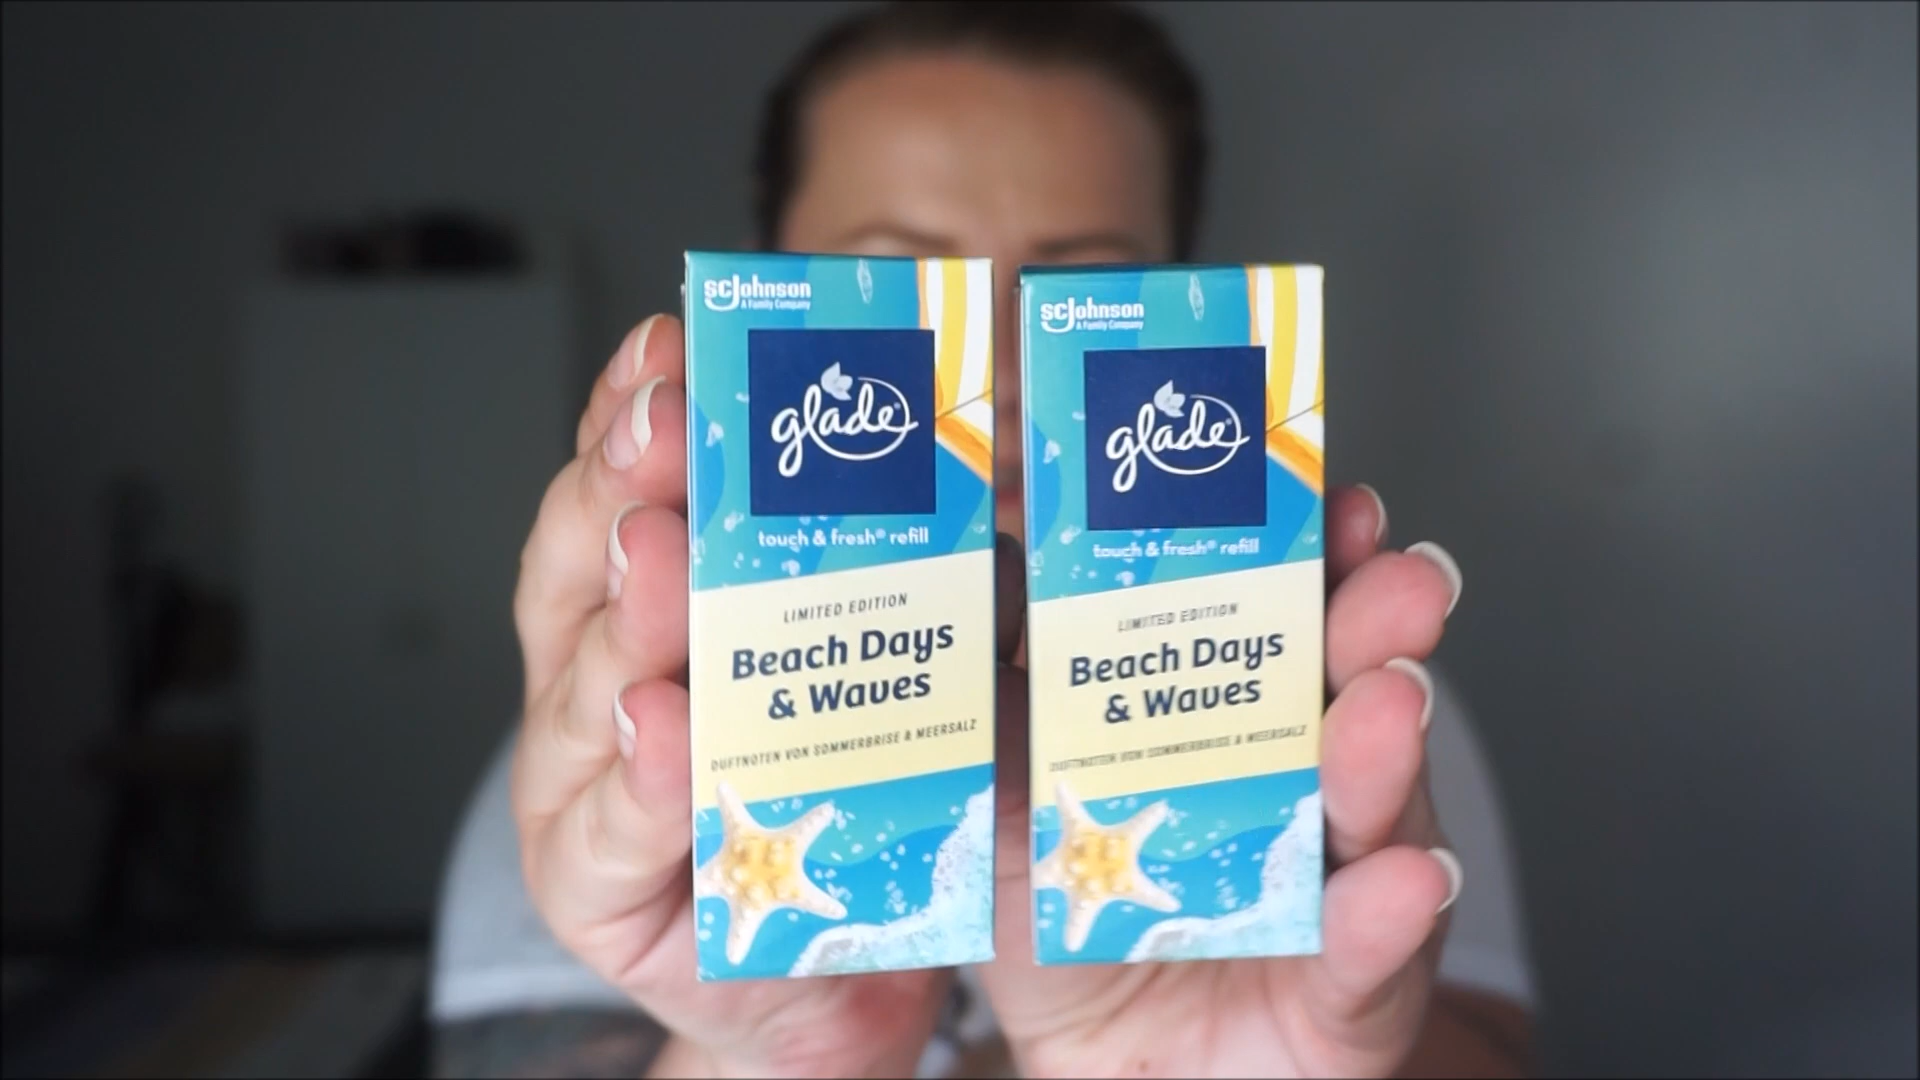 SCJohnson
A Family Company
glade®
touch & fresh® refill
LIMITED EDITION
Beach Days
& Waves
DUFTNOTEN VON SOMMERBRISE & MEERSALZ
SCJohnson
A Family Company
glade®
touch & fresh® refill
LIMITED EDITION
Beach Days
& Waves
DUFTNOTEN VON SOMMERBRISE & MEERSALZ